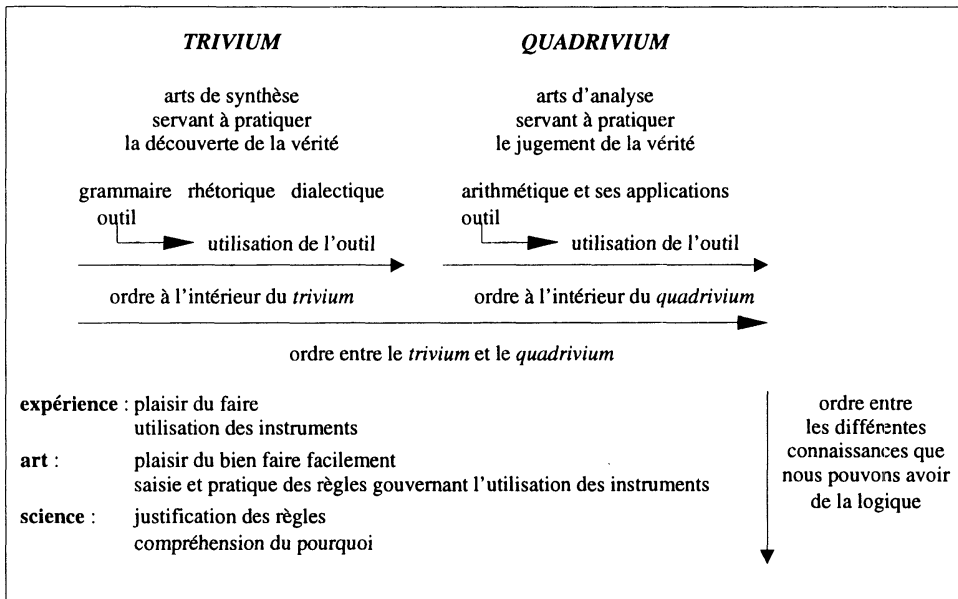 TRIVIUM
QUADRIVIUM
arts de synthèse
servant à pratiquer
la découverte de la vérité
arts d'analyse
servant à pratiquer
le jugement de la vérité
grammaire rhétorique dialectique
outil
utilisation de l'outil
arithmétique et ses applications
outil
utilisation de l'outil
ordre à l'intérieur du trivium
ordre à l'intérieur du quadrivium
ordre entre le trivium et le quadrivium
expérience : plaisir du faire
utilisation des instruments
art : plaisir du bien faire facilement
saisie et pratique des règles gouvernant l'utilisation des instruments
science : justification des règles
compréhension du pourquoi
ordre entre
les différentes
connaissances que
nous pouvons avoir
de la logique